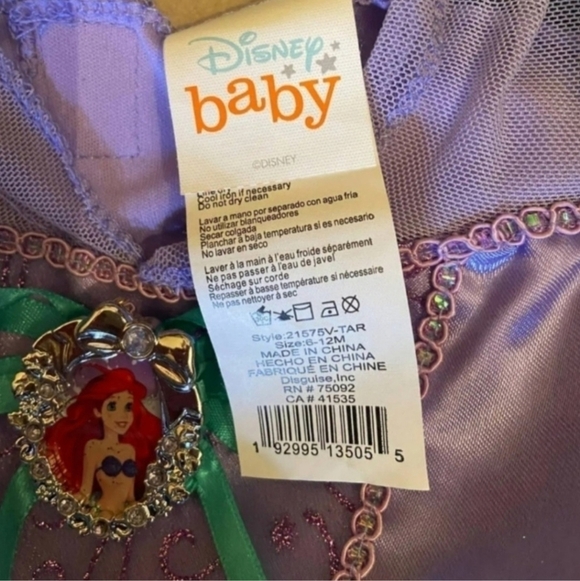 Disney
baby
©DISNEY
Cool iron if necessary
Do not dry clean
Lavar a mano por separado con agua fria
No utilizar blanqueadores
Secar colgada
Planchar a baja temperatura si es necesario
No lavar en seco
Laver à la main à l'eau froide séparément
Ne pas passer à l'eau de javel
Séchage sur corde
Repasser à basse température si nécessaire
Ne pas nettoyer à sec
Style:21575V-TAR
Size:6-12M
MADE IN CHINA
HECHO EN CHINA
FABRIQUÉ EN CHINE
Disguise,Inc
RN # 75092
CA # 41535
1 92995 13505 5